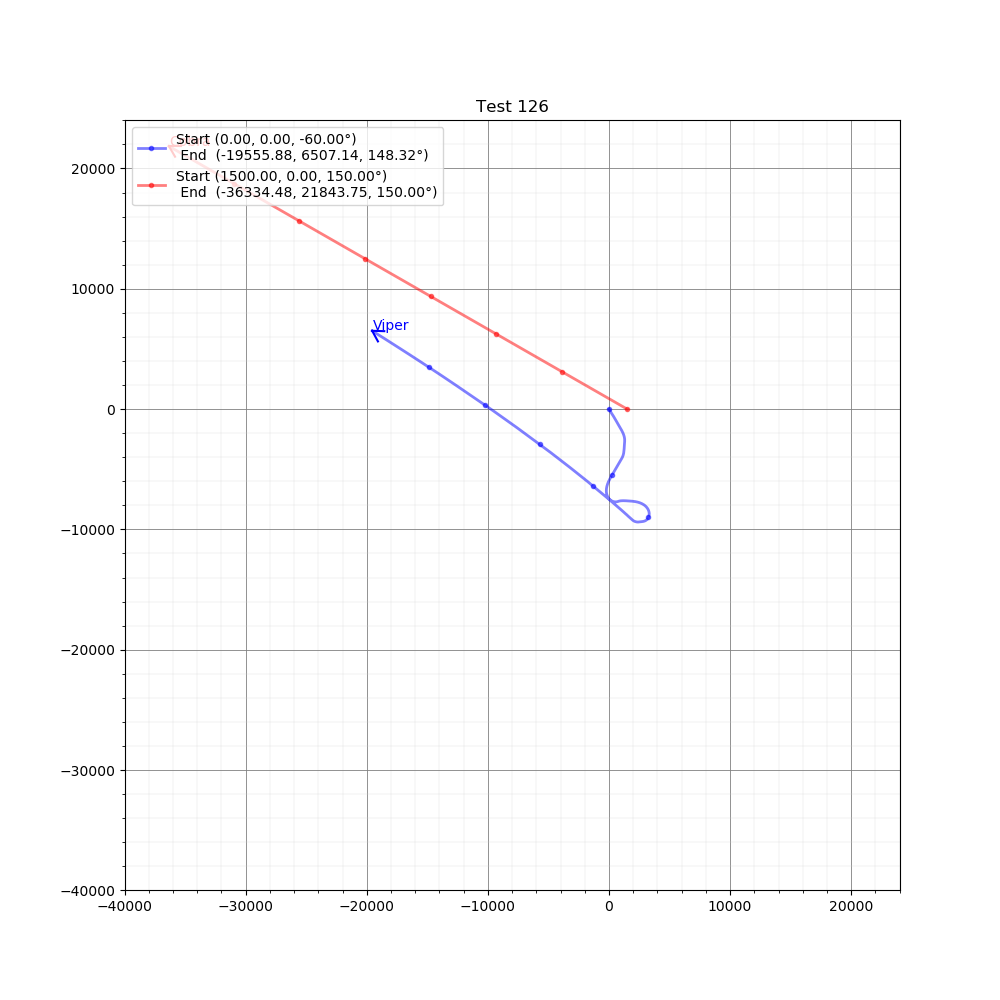 Test 126
Start (0.00, 0.00, -60.00°)
End (-19555.88, 6507.14, 148.32°)
Start (1500.00, 0.00, 150.00°)
End (-36334.48, 21843.75, 150.00°)
Viper
20000
10000
0
−10000
−20000
−30000
−40000
−40000 −30000 −20000 −10000 0 10000 20000